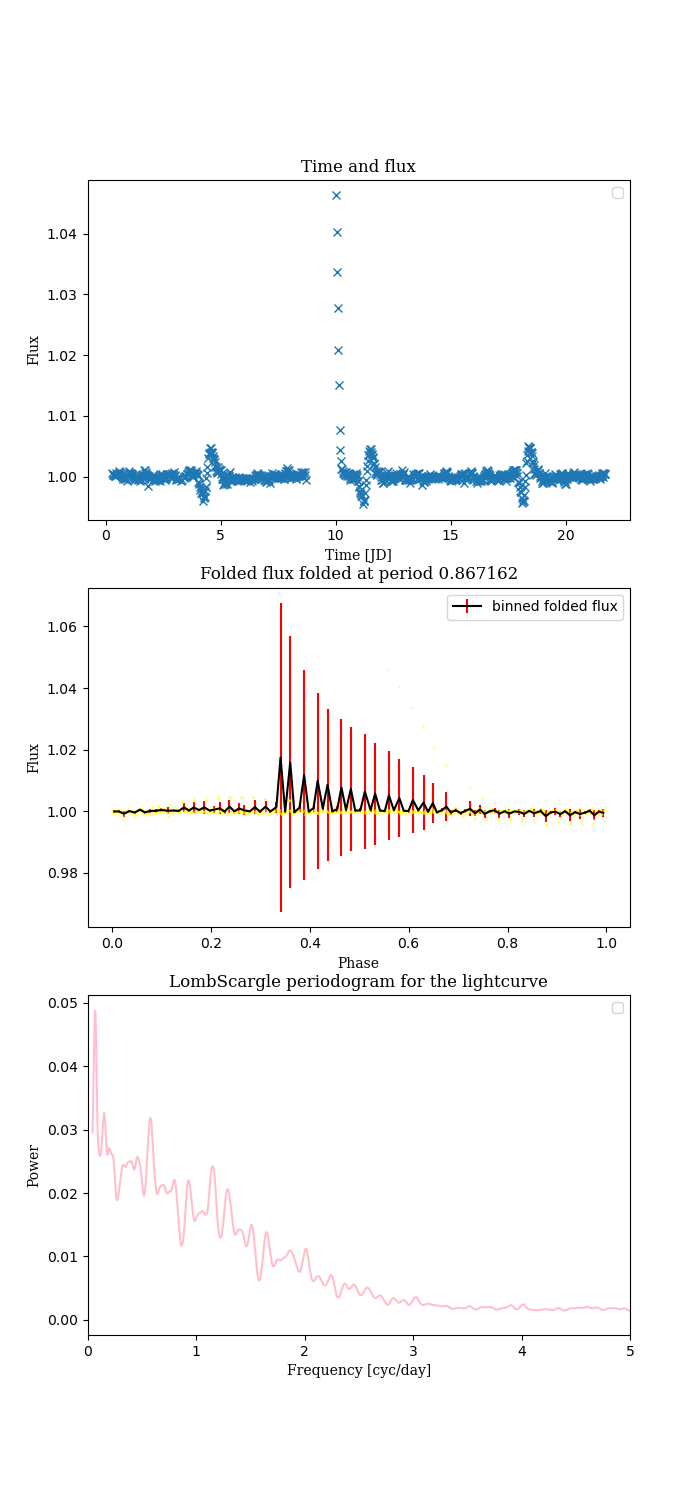 Time and flux
1.04
1.03
1.02
1.01
1.00
Flux
0 5 10 15 20
Time [JD]
Folded flux folded at period 0.867162
binned folded flux
1.06
1.04
1.02
1.00
0.98
Flux
0.0 0.2 0.4 0.6 0.8 1.0
Phase
LombScargle periodogram for the lightcurve
0.05
0.04
0.03
0.02
0.01
0.00
Power
0 1 2 3 4 5
Frequency [cyc/day]